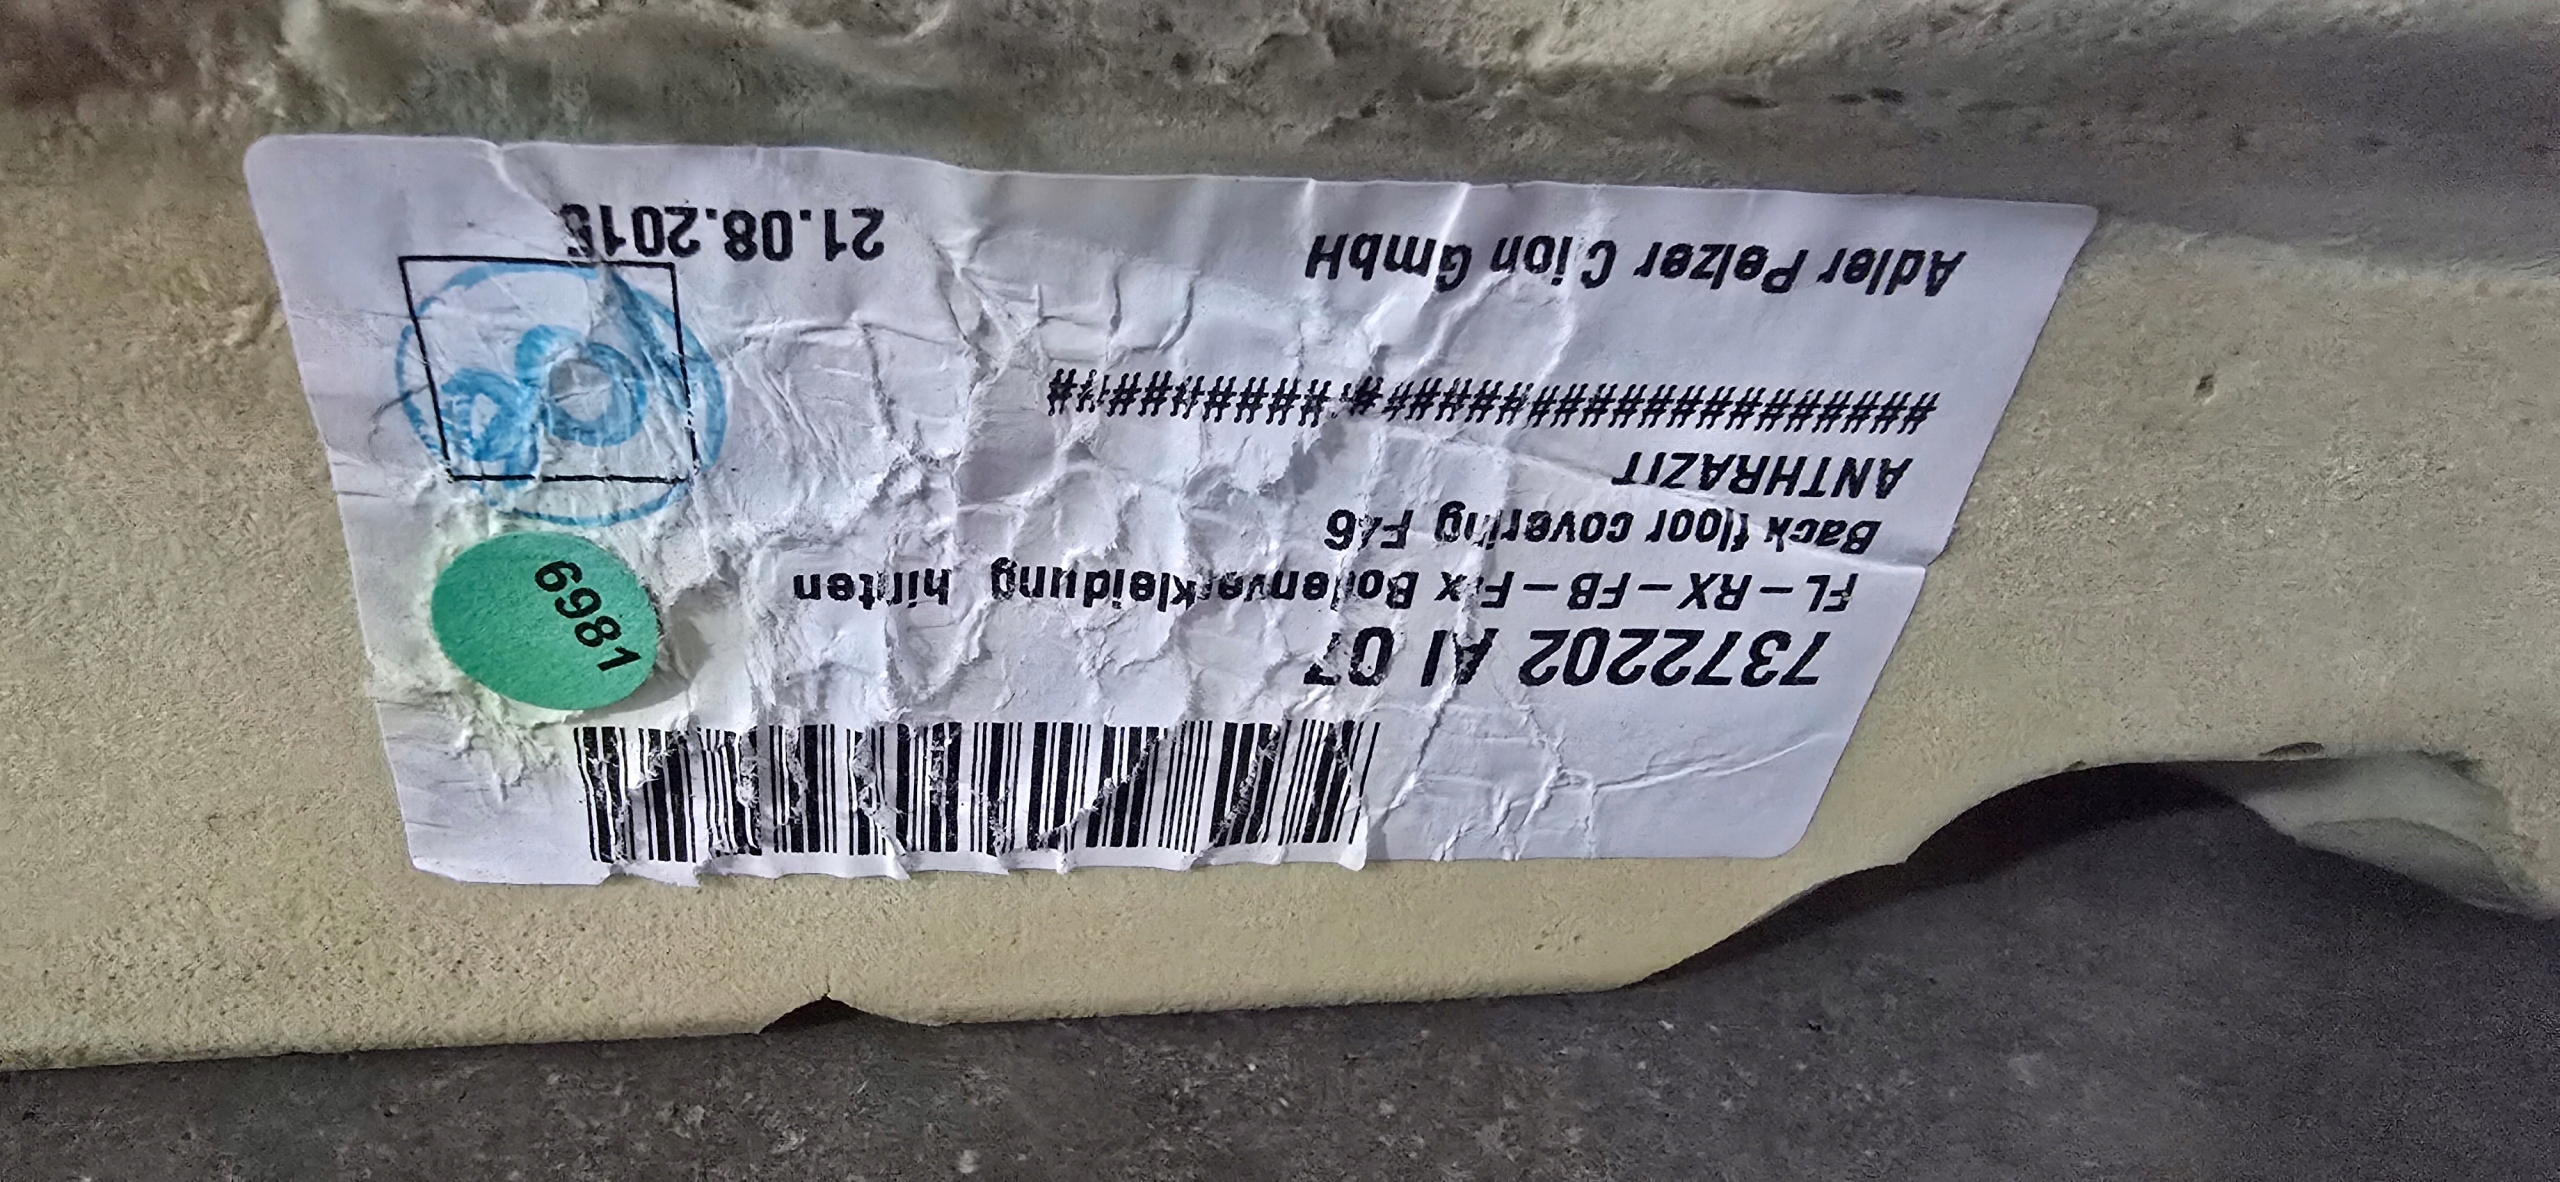 7372202 AI 07
FL-RX-FB-Fix Bodenverkleidung hinten
Back floor covering F46
ANTHRAZIT
Adler Pelzer Cion GmbH
21.08.201
1869